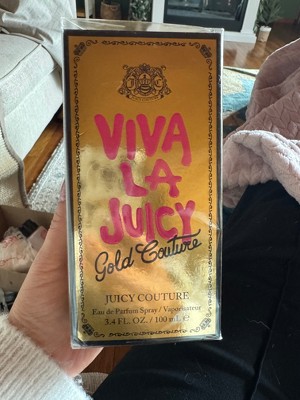 J C
VIVA
LA
JUICY
Gold Couture
JUICY COUTURE
Eau de Parfum Spray / Vaporisateur
3.4 FL. OZ. / 100 mL ℮